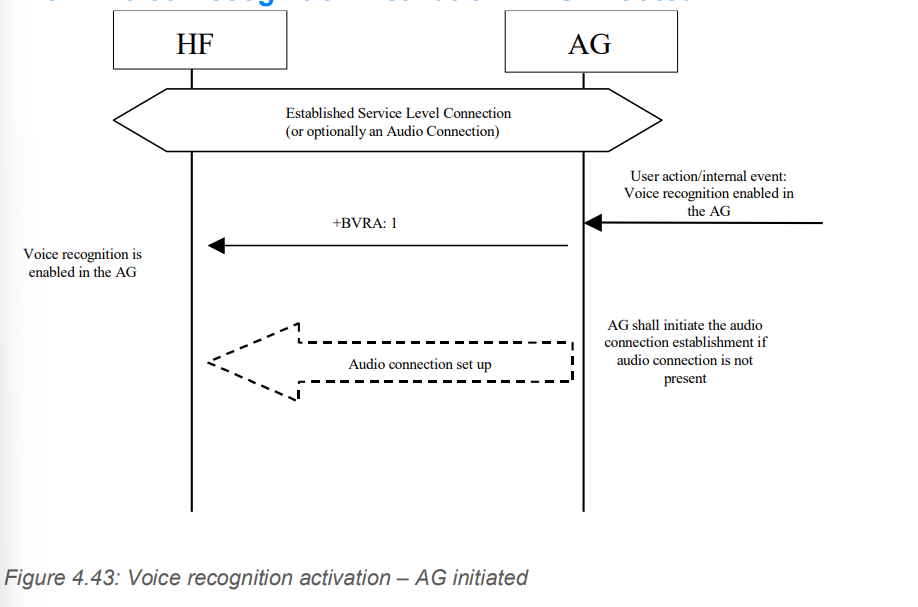 HF
AG
Established Service Level Connection
(or optionally an Audio Connection)
User action/internal event:
Voice recognition enabled in
the AG
+BVRA: 1
Voice recognition is
enabled in the AG
AG shall initiate the audio
connection establishment if
audio connection is not
present
Audio connection set up
Figure 4.43: Voice recognition activation – AG initiated